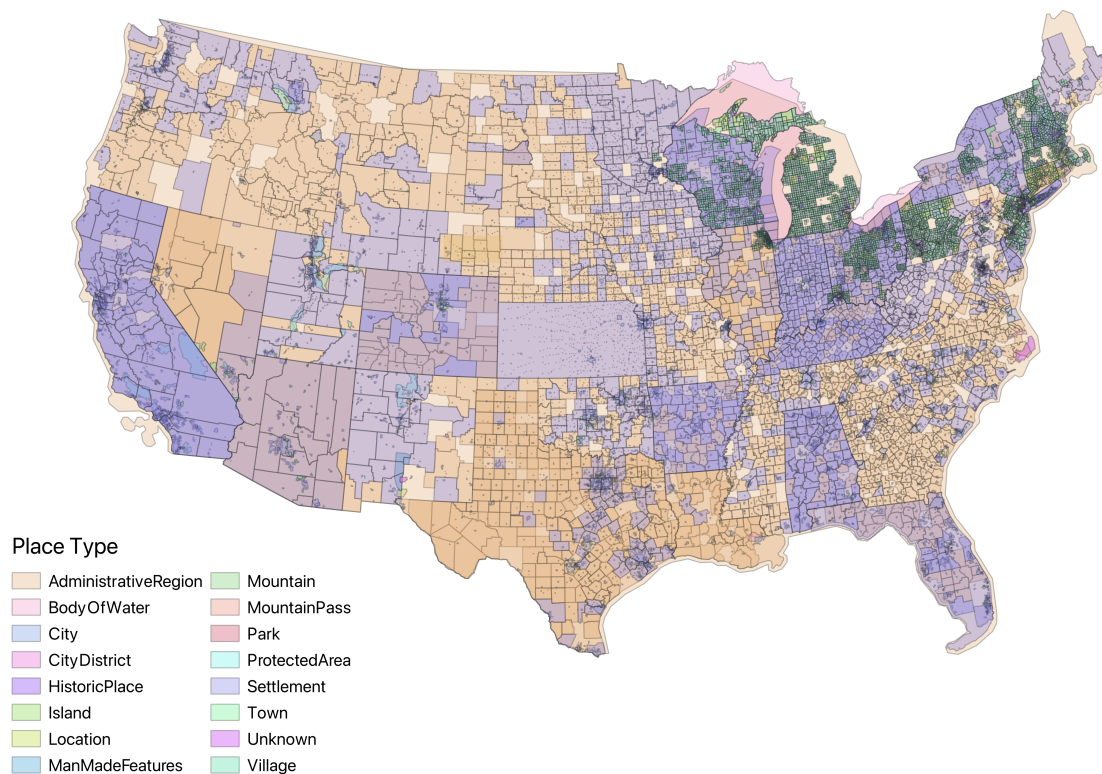 Place Type
AdministrativeRegion
BodyOfWater
City
CityDistrict
HistoricPlace
Island
Location
ManMadeFeatures
Mountain
MountainPass
Park
ProtectedArea
Settlement
Town
Unknown
Village